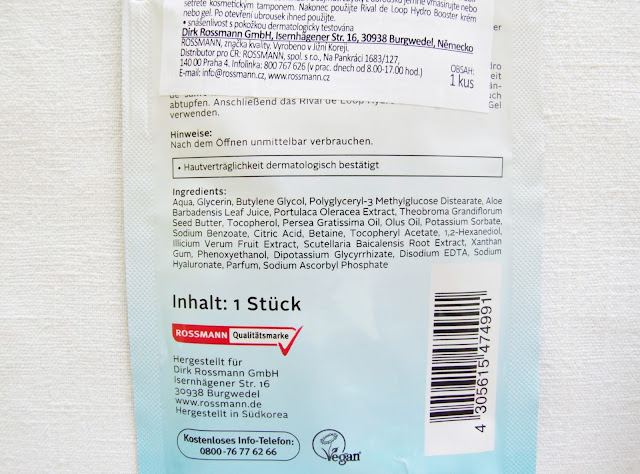 setřete kosmetickým tamponem. Nakonec použijte Rival de Loop Hydro Booster krém
nebo gel. Po otevření ubrousek ihned použijte.
• snášenlivost s pokožkou dermatologicky testována
Dirk Rossmann GmbH, Isernhägener Str. 16, 30938 Burgwedel, Německo
ROSSMANN, značka kvality. Vyrobeno v Jižní Koreji.
Distributor pro ČR: ROSSMANN, spol. s r.o., Na Pankráci 1683/127,
140 00 Praha 4. Infolinka: 800 767 626 (v prac. dnech od 8.00-17.00 hod.)
E-mail: info@rossmann.cz, www.rossmann.cz
OBSAH:
1 kus
abtupfen. Anschließend das Rival de Loop Hydro Gel
verwenden.
Hinweise:
Nach dem Öffnen unmittelbar verbrauchen.
• Hautverträglichkeit dermatologisch bestätigt
Ingredients:
Aqua, Glycerin, Butylene Glycol, Polyglyceryl-3 Methylglucose Distearate, Aloe
Barbadensis Leaf Juice, Portulaca Oleracea Extract, Theobroma Grandiflorum
Seed Butter, Tocopherol, Persea Gratissima Oil, Olus Oil, Potassium Sorbate,
Sodium Benzoate, Citric Acid, Betaine, Tocopheryl Acetate, 1,2-Hexanediol,
Illicium Verum Fruit Extract, Scutellaria Baicalensis Root Extract, Xanthan
Gum, Phenoxyethanol, Dipotassium Glycyrrhizate, Disodium EDTA, Sodium
Hyaluronate, Parfum, Sodium Ascorbyl Phosphate
Inhalt: 1 Stück
ROSSMANN Qualitätsmarke
Hergestellt für
Dirk Rossmann GmbH
Isernhägener Str. 16
30938 Burgwedel
www.rossmann.de
Hergestellt in Südkorea
Kostenloses Info-Telefon:
0800-76 77 62 66
Vegan
4 305615 474991